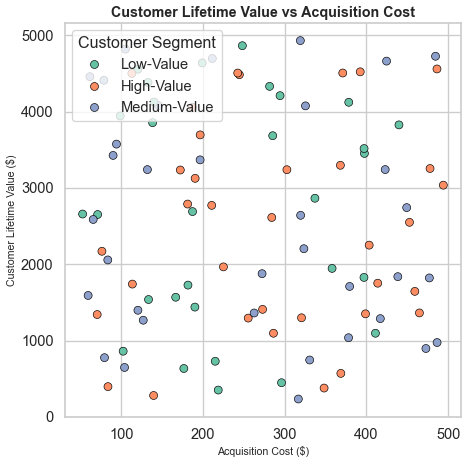 Customer Lifetime Value vs Acquisition Cost
Customer Segment
Low-Value
High-Value
Medium-Value
Customer Lifetime Value ($)
5000
4000
3000
2000
1000
0
100
200
300
400
500
Acquisition Cost ($)